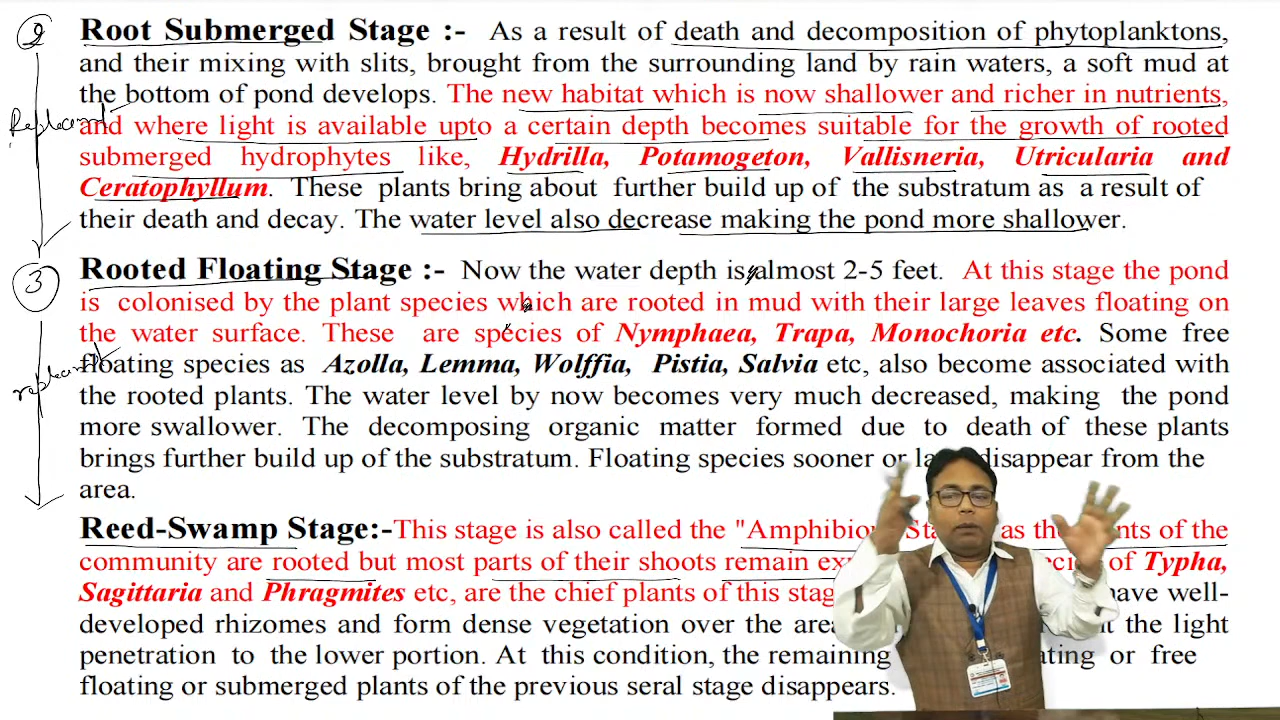 2 Root Submerged Stage :- As a result of death and decomposition of phytoplanktons,
and their mixing with slits, brought from the surrounding land by rain waters, a soft mud at
the bottom of pond develops. The new habitat which is now shallower and richer in nutrients,
and where light is available upto a certain depth becomes suitable for the growth of rooted
submerged hydrophytes like, Hydrilla, Potamogeton, Vallisneria, Utricularia and
Ceratophyllum. These plants bring about further build up of the substratum as a result of
their death and decay. The water level also decrease making the pond more shallower.
3 Rooted Floating Stage :- Now the water depth is almost 2-5 feet. At this stage the pond
is colonised by the plant species which are rooted in mud with their large leaves floating on
the water surface. These are species of Nymphaea, Trapa, Monochoria etc. Some free
floating species as Azolla, Lemma, Wolffia, Pistia, Salvia etc, also become associated with
the rooted plants. The water level by now becomes very much decreased, making the pond
more swallower. The decomposing organic matter formed due to death of these plants
brings further build up of the substratum. Floating species sooner or disappear from the
area.
Reed-Swamp Stage:-This stage is also called the "Amphibious as the of the
community are rooted but most parts of their shoots remain of Typha,
Sagittaria and Phragmites etc, are the chief plants of this stage have well-
developed rhizomes and form dense vegetation over the area the light
penetration to the lower portion. At this condition, the remaining or free
floating or submerged plants of the previous seral stage disappears.